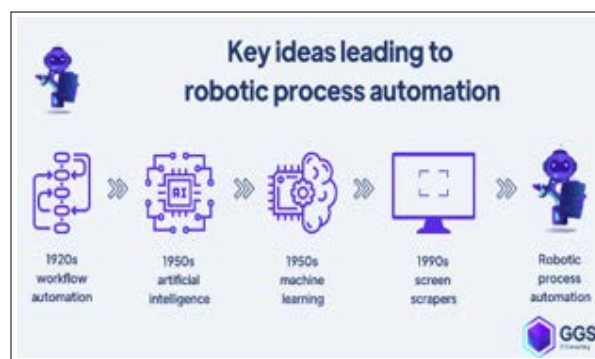 Key ideas leading to
robotic process automation
AI
1920s
workflow
automation
1950s
artificial
intelligence
1950s
machine
learning
1990s
screen
scrapers
Robotic
process
automation
GGS